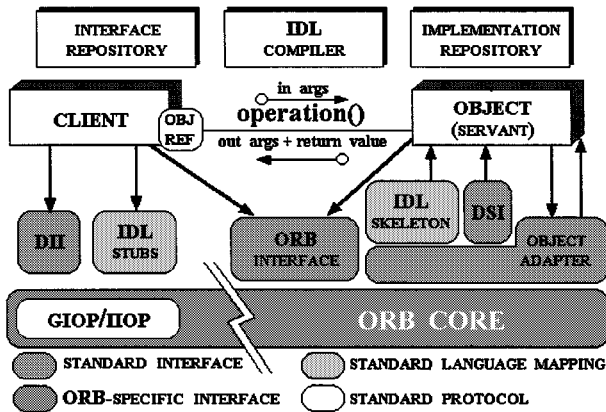 INTERFACE
REPOSITORY
IDL
COMPILER
IMPLEMENTATION
REPOSITORY
in args
operation()
out args + return value
CLIENT
OBJ
REF
OBJECT
(SERVANT)
DII
IDL
STUBS
ORB
INTERFACE
IDL
SKELETON
DSI
OBJECT
ADAPTER
GIOP/IIOP
ORB CORE
STANDARD INTERFACE
STANDARD LANGUAGE MAPPING
ORB-SPECIFIC INTERFACE
STANDARD PROTOCOL